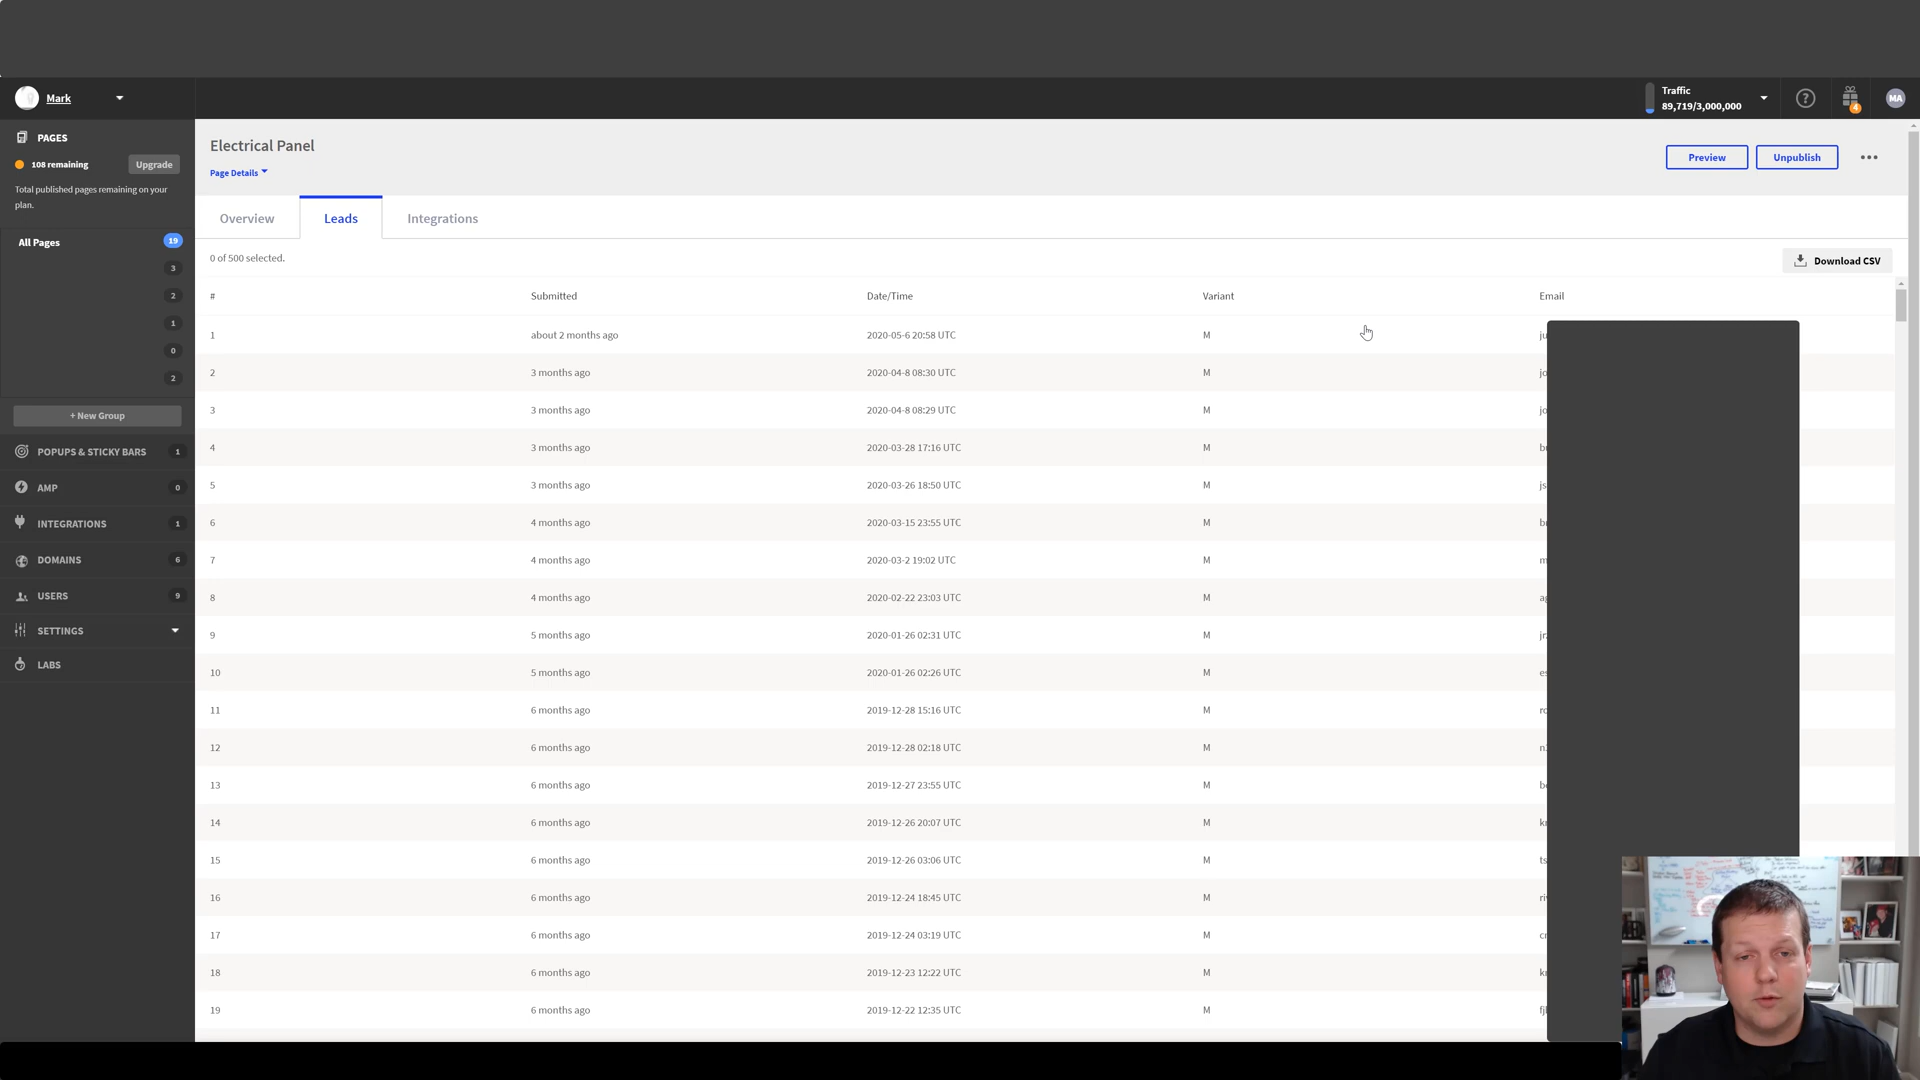 Mark
Traffic
89,719/3,000,000
4
MA
PAGES
108 remaining
Upgrade
Total published pages remaining on your
plan.
All Pages 19
3
2
1
0
2
+ New Group
POPUPS & STICKY BARS 1
AMP 0
INTEGRATIONS 1
DOMAINS 6
USERS 9
SETTINGS
LABS
Electrical Panel
Page Details
Preview
Unpublish
Overview
Leads
Integrations
0 of 500 selected.
Download CSV
# Submitted Date/Time Variant Email
1 about 2 months ago 2020-05-6 20:58 UTC M ju
2 3 months ago 2020-04-8 08:30 UTC M jo
3 3 months ago 2020-04-8 08:29 UTC M jo
4 3 months ago 2020-03-28 17:16 UTC M
5 3 months ago 2020-03-26 18:50 UTC M js
6 4 months ago 2020-03-15 23:55 UTC M
7 4 months ago 2020-03-2 19:02 UTC M m
8 4 months ago 2020-02-22 23:03 UTC M
9 5 months ago 2020-01-26 02:31 UTC M
10 5 months ago 2020-01-26 02:26 UTC M
11 6 months ago 2019-12-28 15:16 UTC M
12 6 months ago 2019-12-28 02:18 UTC M
13 6 months ago 2019-12-27 23:55 UTC M
14 6 months ago 2019-12-26 20:07 UTC M
15 6 months ago 2019-12-26 03:06 UTC M ts
16 6 months ago 2019-12-24 18:45 UTC M
17 6 months ago 2019-12-24 03:19 UTC M
18 6 months ago 2019-12-23 12:22 UTC M
19 6 months ago 2019-12-22 12:35 UTC M